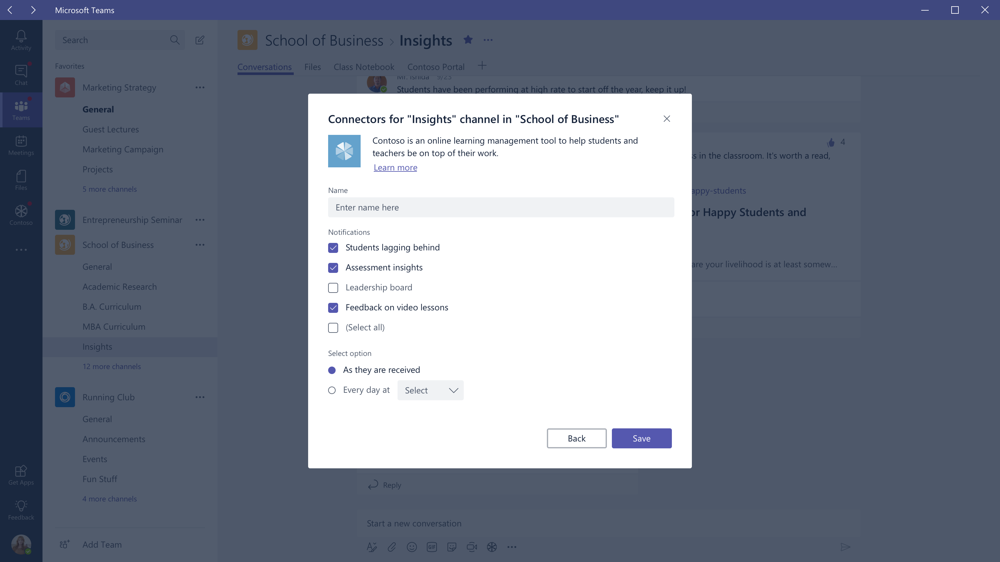 Microsoft Teams
Activity
Chat
Teams
Meetings
Files
Contoso
Get Apps
Feedback
Search
Favorites
Marketing Strategy
General
Guest Lectures
Marketing Campaign
Projects
5 more channels
Entrepreneurship Seminar
School of Business
General
Academic Research
B.A. Curriculum
MBA Curriculum
Insights
12 more channels
Running Club
General
Announcements
Events
Fun Stuff
4 more channels
Add Team
School of Business > Insights
Conversations Files Class Notebook Contoso Portal
Mr. Ishida 9/23
Students have been performing at high rate to start off the year, keep it up!
4
in the classroom. It's worth a read,
appy-students
Happy Students and
are your livelihood is at least somew...
Connectors for "Insights" channel in "School of Business"
Contoso is an online learning management tool to help students and
teachers be on top of their work.
Learn more
Name
Enter name here
Notifications
Students lagging behind
Assessment insights
Leadership board
Feedback on video lessons
(Select all)
Select option
As they are received
Every day at Select
Back Save
Reply
Start a new conversation
GIF